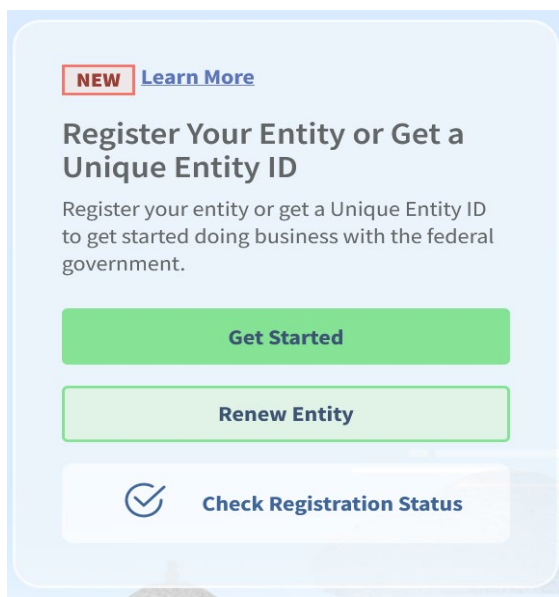 NEW Learn More
Register Your Entity or Get a
Unique Entity ID
Register your entity or get a Unique Entity ID
to get started doing business with the federal
government.
Get Started
Renew Entity
Check Registration Status